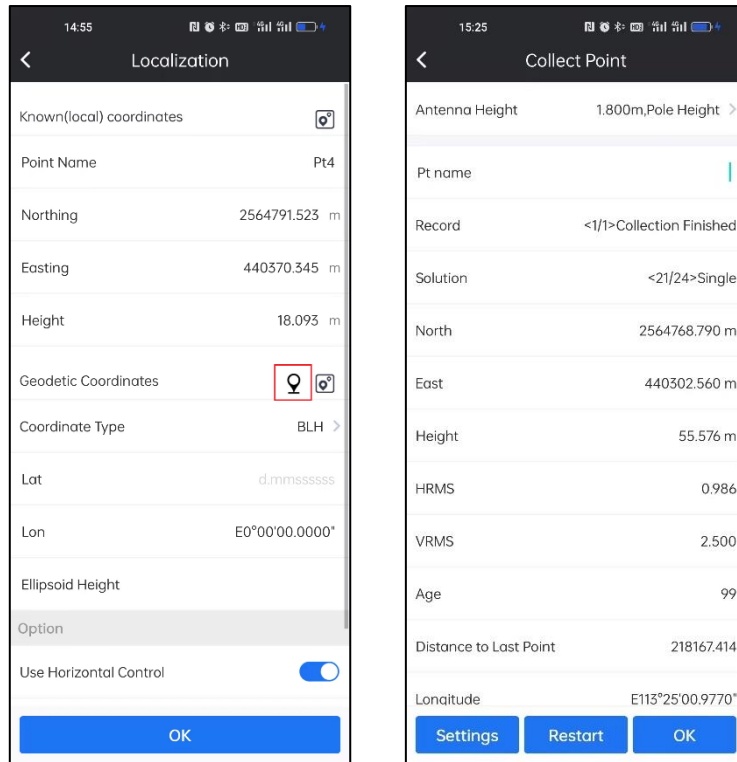 14:55
Localization
Known(local) coordinates
Point Name Pt4
Northing 2564791.523 m
Easting 440370.345 m
Height 18.093 m
Geodetic Coordinates
Coordinate Type BLH >
Lat d.mmssssss
Lon E0°00'00.0000"
Ellipsoid Height
Option
Use Horizontal Control
OK
15:25
Collect Point
Antenna Height 1.800m,Pole Height >
Pt name
Record <1/1>Collection Finished
Solution <21/24>Single
North 2564768.790 m
East 440302.560 m
Height 55.576 m
HRMS 0.986
VRMS 2.500
Age 99
Distance to Last Point 218167.414
Longitude E113°25'00.9770"
Settings Restart OK